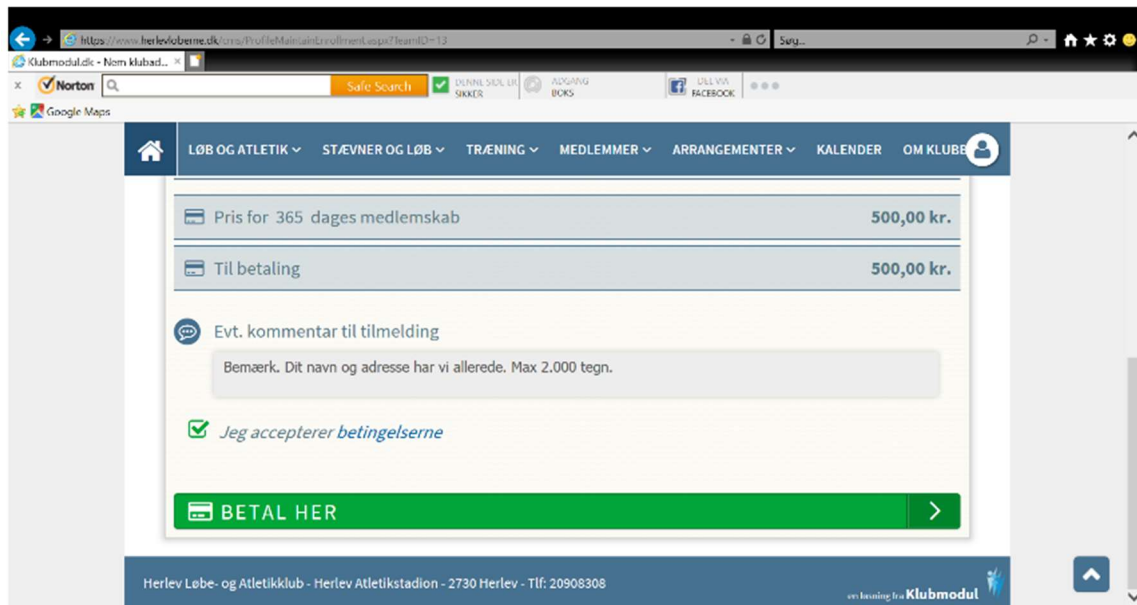 https://www.herlevloberne.dk/cms/ProfileMaintainEnrollment.aspx?TeamID=13
Søg...
Klubmodul.dk - Nem klubad...
Norton
Safe Search
DENNE SIDE ER
SIKKER
ADGANG
BOKS
DEL VIA
FACEBOOK
Google Maps
LØB OG ATLETIK STÆVNER OG LØB TRÆNING MEDLEMMER ARRANGEMENTER KALENDER OM KLUBB
Pris for 365 dages medlemskab 500,00 kr.
Til betaling 500,00 kr.
Evt. kommentar til tilmelding
Bemærk. Dit navn og adresse har vi allerede. Max 2.000 tegn.
Jeg accepterer betingelserne
BETAL HER
Herlev Løbe- og Atletikklub - Herlev Atletikstadion - 2730 Herlev - Tlf: 20908308
en løsning fra Klubmodul